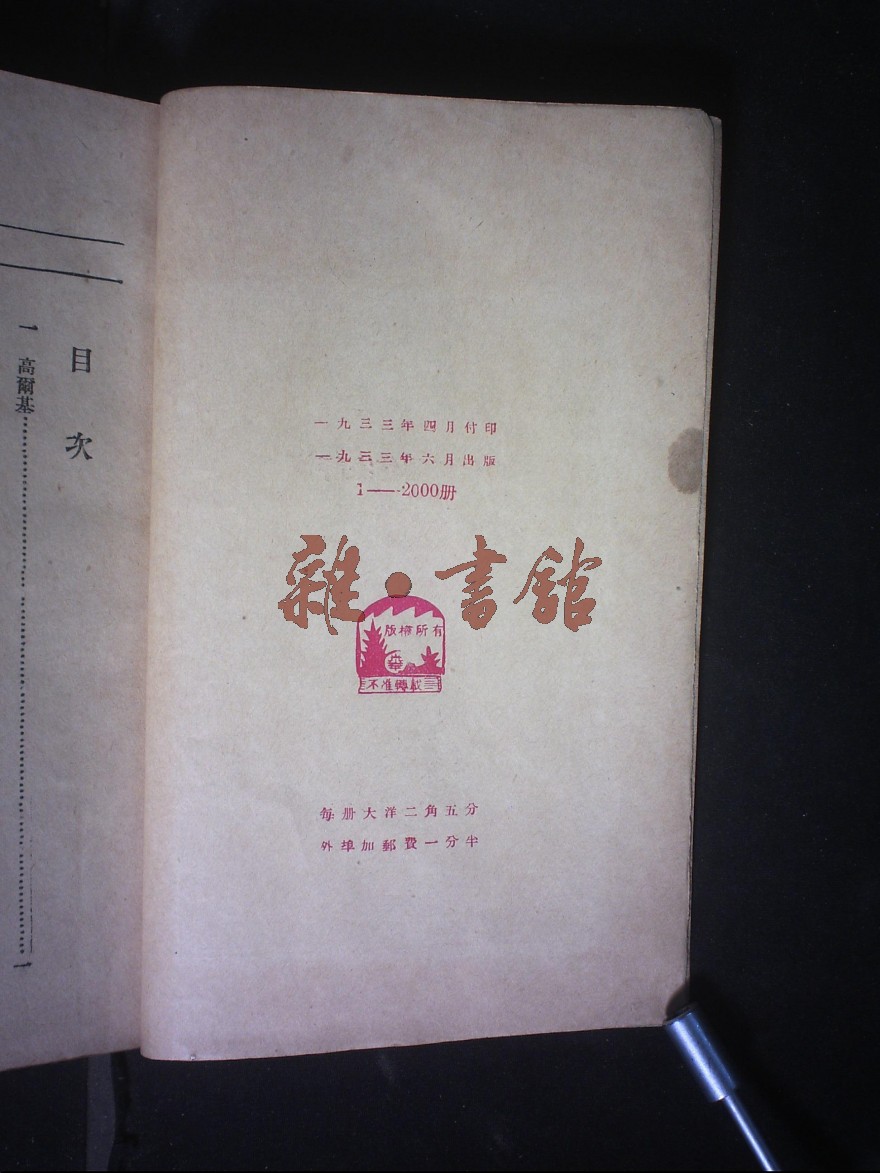 一九三三年四月付印
一九三三年六月出版
1——2000册
雜·書館
版權所有
華
不准轉載
每册大洋二角五分
外埠加郵費一分半
目次
一 高爾基……一